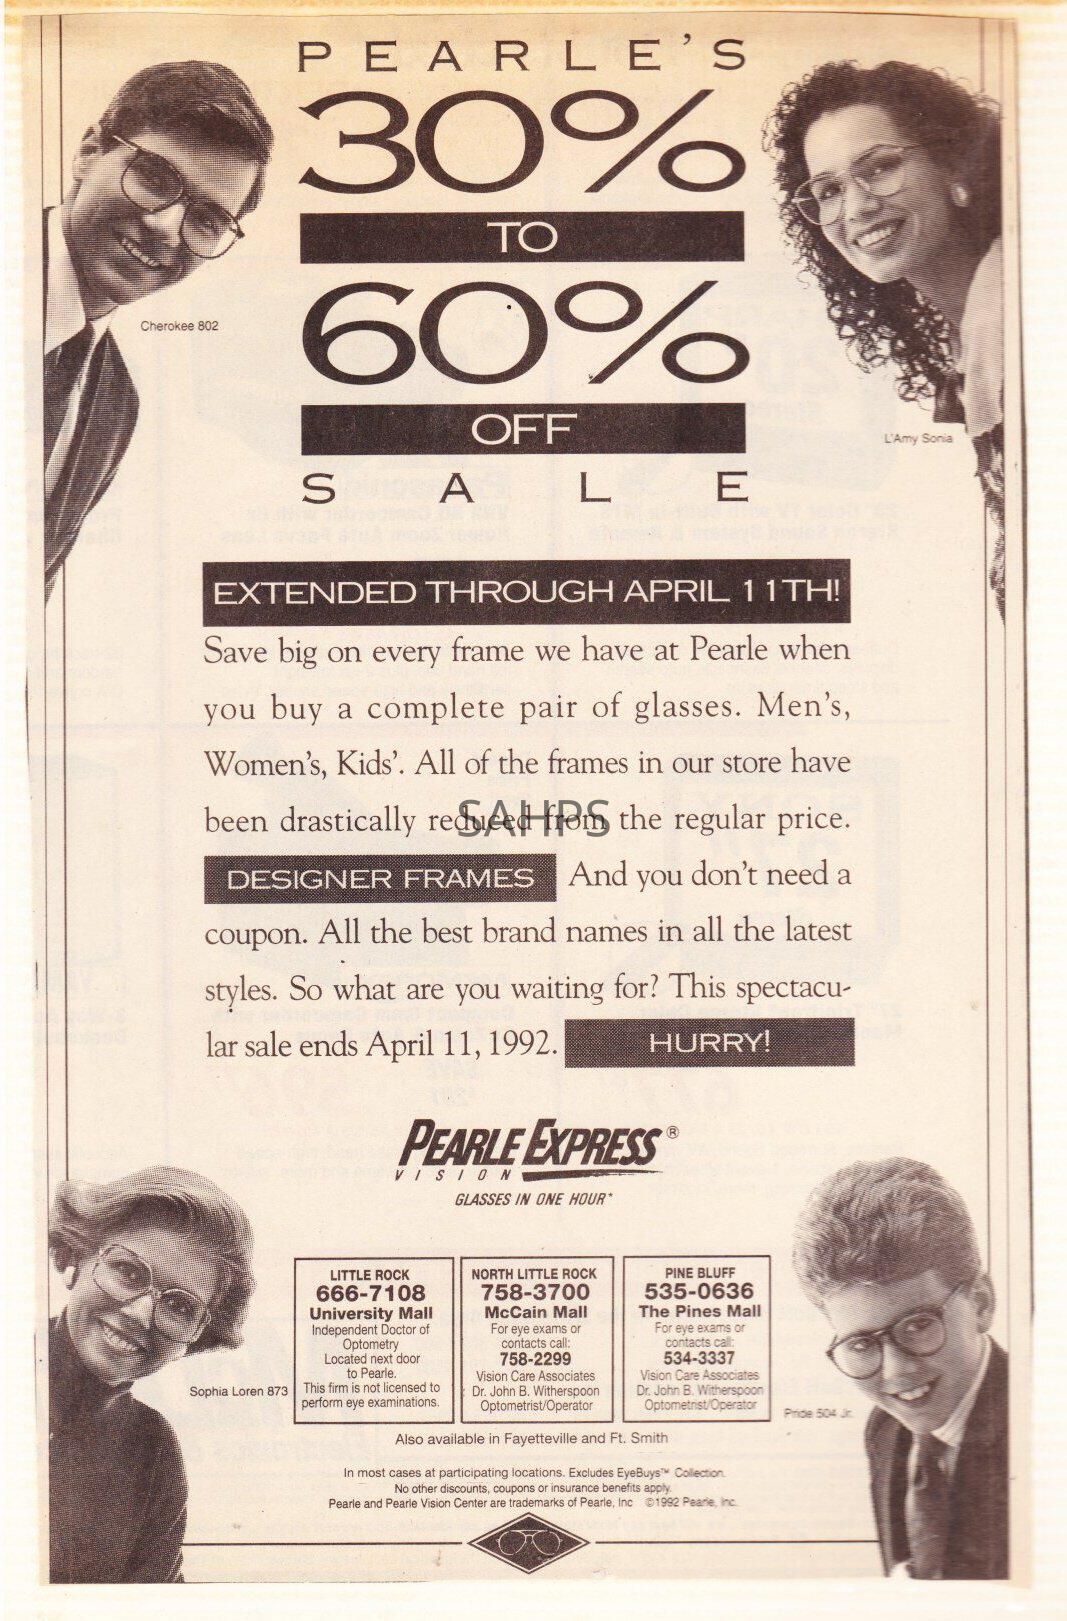 PEARLE'S
30%
TO
60%
OFF
SALE
Cherokee 802
L'Amy Sonia
EXTENDED THROUGH APRIL 11TH!
Save big on every frame we have at Pearle when
you buy a complete pair of glasses. Men's,
Women's, Kids'. All of the frames in our store have
been drastically reduced from the regular price.
SAHPS
DESIGNER FRAMES And you don't need a
coupon. All the best brand names in all the latest
styles. So what are you waiting for? This spectacu-
lar sale ends April 11, 1992. HURRY!
PEARLE EXPRESS®
VISION
GLASSES IN ONE HOUR*
LITTLE ROCK
666-7108
University Mall
Independent Doctor of
Optometry
Located next door
to Pearle.
This firm is not licensed to
perform eye examinations.
NORTH LITTLE ROCK
758-3700
McCain Mall
For eye exams or
contacts call:
758-2299
Vision Care Associates
Dr. John B. Witherspoon
Optometrist/Operator
PINE BLUFF
535-0636
The Pines Mall
For eye exams or
contacts call:
534-3337
Vision Care Associates
Dr. John B. Witherspoon
Optometrist/Operator
Sophia Loren 873
Pride 504 Jr.
Also available in Fayetteville and Ft. Smith
In most cases at participating locations. Excludes EyeBuys™ Collection.
No other discounts, coupons or insurance benefits apply.
Pearle and Pearle Vision Center are trademarks of Pearle, Inc ©1992 Pearle, Inc.